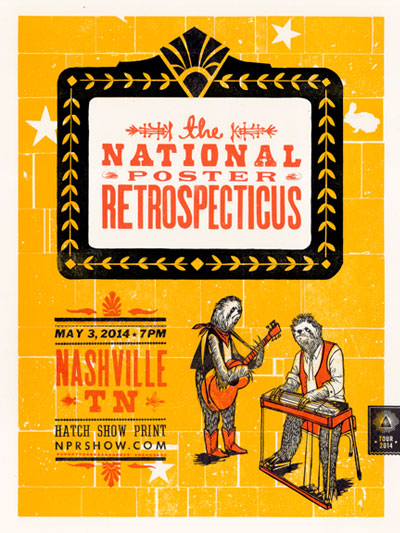 the
NATIONAL
POSTER
RETROSPECTICUS
MAY 3, 2014 • 7PM
NASHVILLE
TN
HATCH SHOW PRINT
NPRSHOW.COM
TOUR
2014